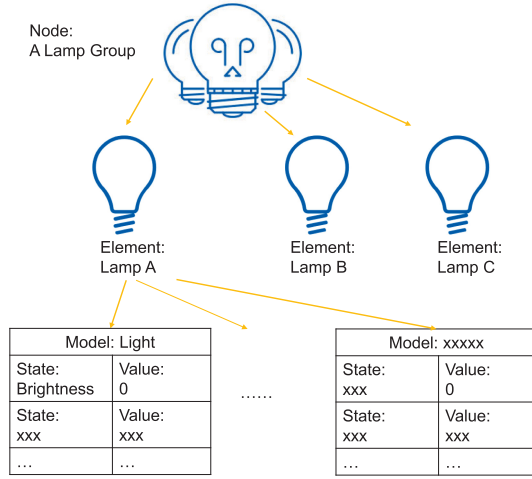 Node:
A Lamp Group
Element:
Lamp A
Element:
Lamp B
Element:
Lamp C
Model: Light
State:
Brightness
Value:
0
State:
xxx
Value:
xxx
...
...
......
Model: xxxxx
State:
xxx
Value:
0
State:
xxx
Value:
xxx
...
...